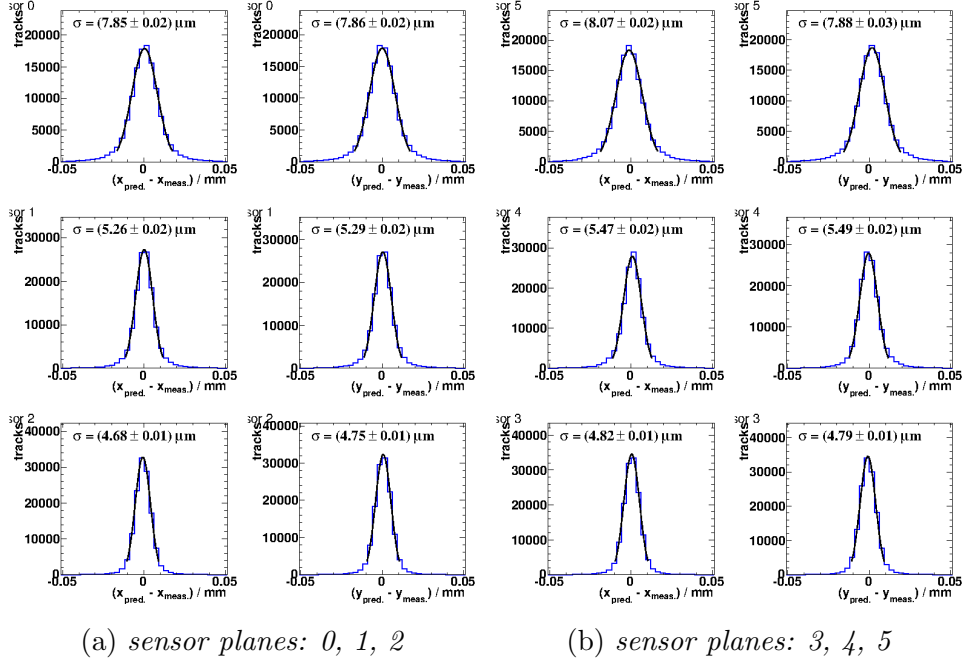 sor 0
σ = (7.85 ± 0.02) μm
tracks
20000
15000
10000
5000
0
-0.05 0 0.05
(x pred. - x meas.) / mm
0
σ = (7.86 ± 0.02) μm
tracks
20000
15000
10000
5000
0
-0.05 0 0.05
(y pred. - y meas.) / mm
sor 5
σ = (8.07 ± 0.02) μm
tracks
20000
15000
10000
5000
0
-0.05 0 0.05
(x pred. - x meas.) / mm
sor 5
σ = (7.88 ± 0.03) μm
tracks
20000
15000
10000
5000
0
-0.05 0 0.05
(y pred. - y meas.) / mm
sor 1
σ = (5.26 ± 0.02) μm
tracks
30000
20000
10000
0
-0.05 0 0.05
(x pred. - x meas.) / mm
sor 1
σ = (5.29 ± 0.02) μm
tracks
30000
20000
10000
0
-0.05 0 0.05
(y pred. - y meas.) / mm
sor 4
σ = (5.47 ± 0.02) μm
tracks
30000
20000
10000
0
-0.05 0 0.05
(x pred. - x meas.) / mm
sor 4
σ = (5.49 ± 0.02) μm
tracks
30000
20000
10000
0
-0.05 0 0.05
(y pred. - y meas.) / mm
sor 2
σ = (4.68 ± 0.01) μm
tracks
40000
30000
20000
10000
0
-0.05 0 0.05
(x pred. - x meas.) / mm
sor 2
σ = (4.75 ± 0.01) μm
tracks
40000
30000
20000
10000
0
-0.05 0 0.05
(y pred. - y meas.) / mm
sor 3
σ = (4.82 ± 0.01) μm
tracks
40000
30000
20000
10000
0
-0.05 0 0.05
(x pred. - x meas.) / mm
sor 3
σ = (4.79 ± 0.01) μm
tracks
40000
30000
20000
10000
0
-0.05 0 0.05
(y pred. - y meas.) / mm
(a) sensor planes: 0, 1, 2
(b) sensor planes: 3, 4, 5